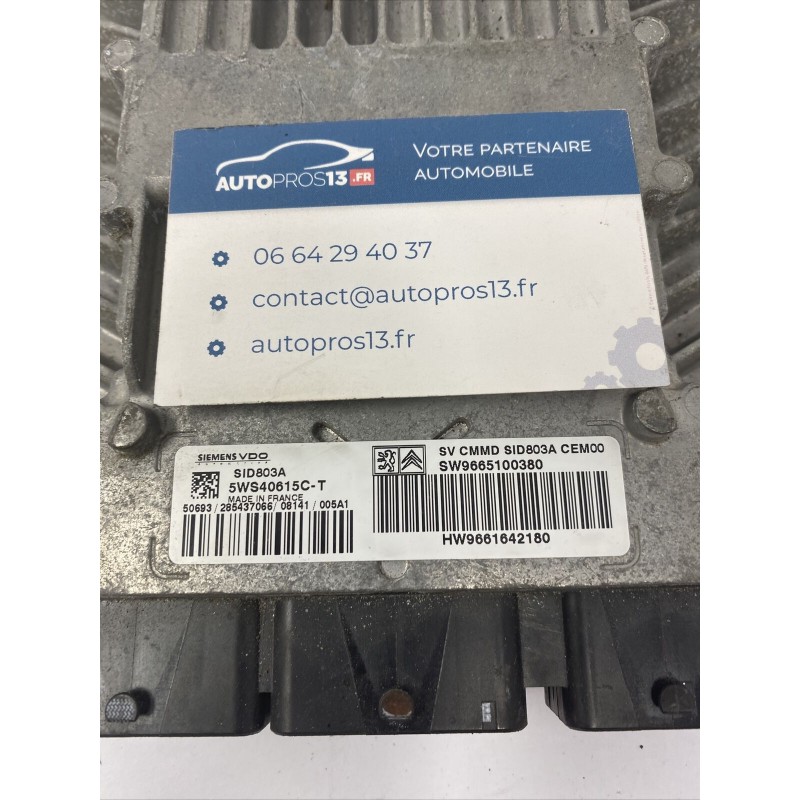 AUTOPROS13.FR
VOTRE PARTENAIRE
AUTOMOBILE
06 64 29 40 37
contact@autopros13.fr
autopros13.fr
SIEMENS VDO
SID803A
5WS40615C-T
MADE IN FRANCE
50693 / 285437066 / 08141 / 005A1
SV CMMD SID803A CEM00
SW9665100380
HW9661642180